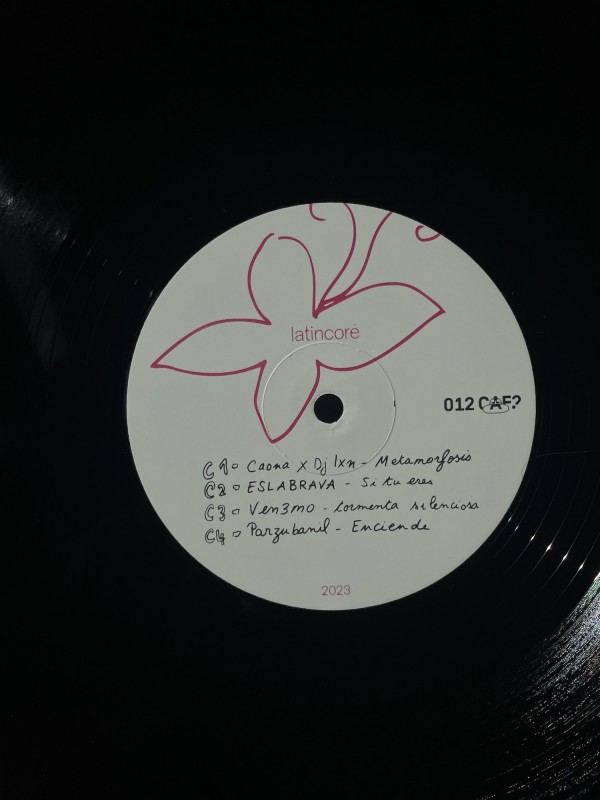 latincoré
012 CAF?
C1 Caona X Dj Ixn - Metamorfosis
C2 ESLABRAVA - Si tu eres
C3 Ven3mo - tormenta silenciosa
C4 Parzubanil - Enciende
2023